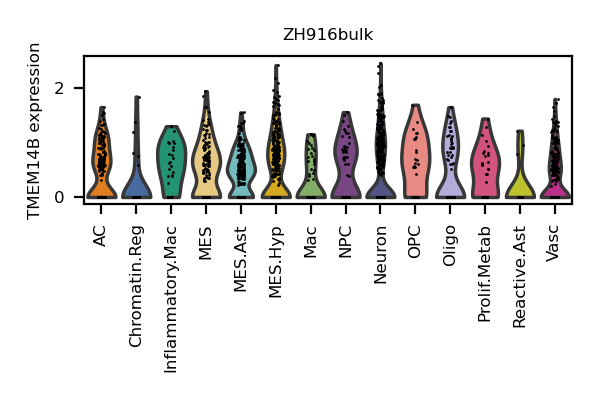 ZH916bulk
TMEM14B expression
2
0
AC
Chromatin.Reg
Inflammatory.Mac
MES
MES.Ast
MES.Hyp
Mac
NPC
Neuron
OPC
Oligo
Prolif.Metab
Reactive.Ast
Vasc